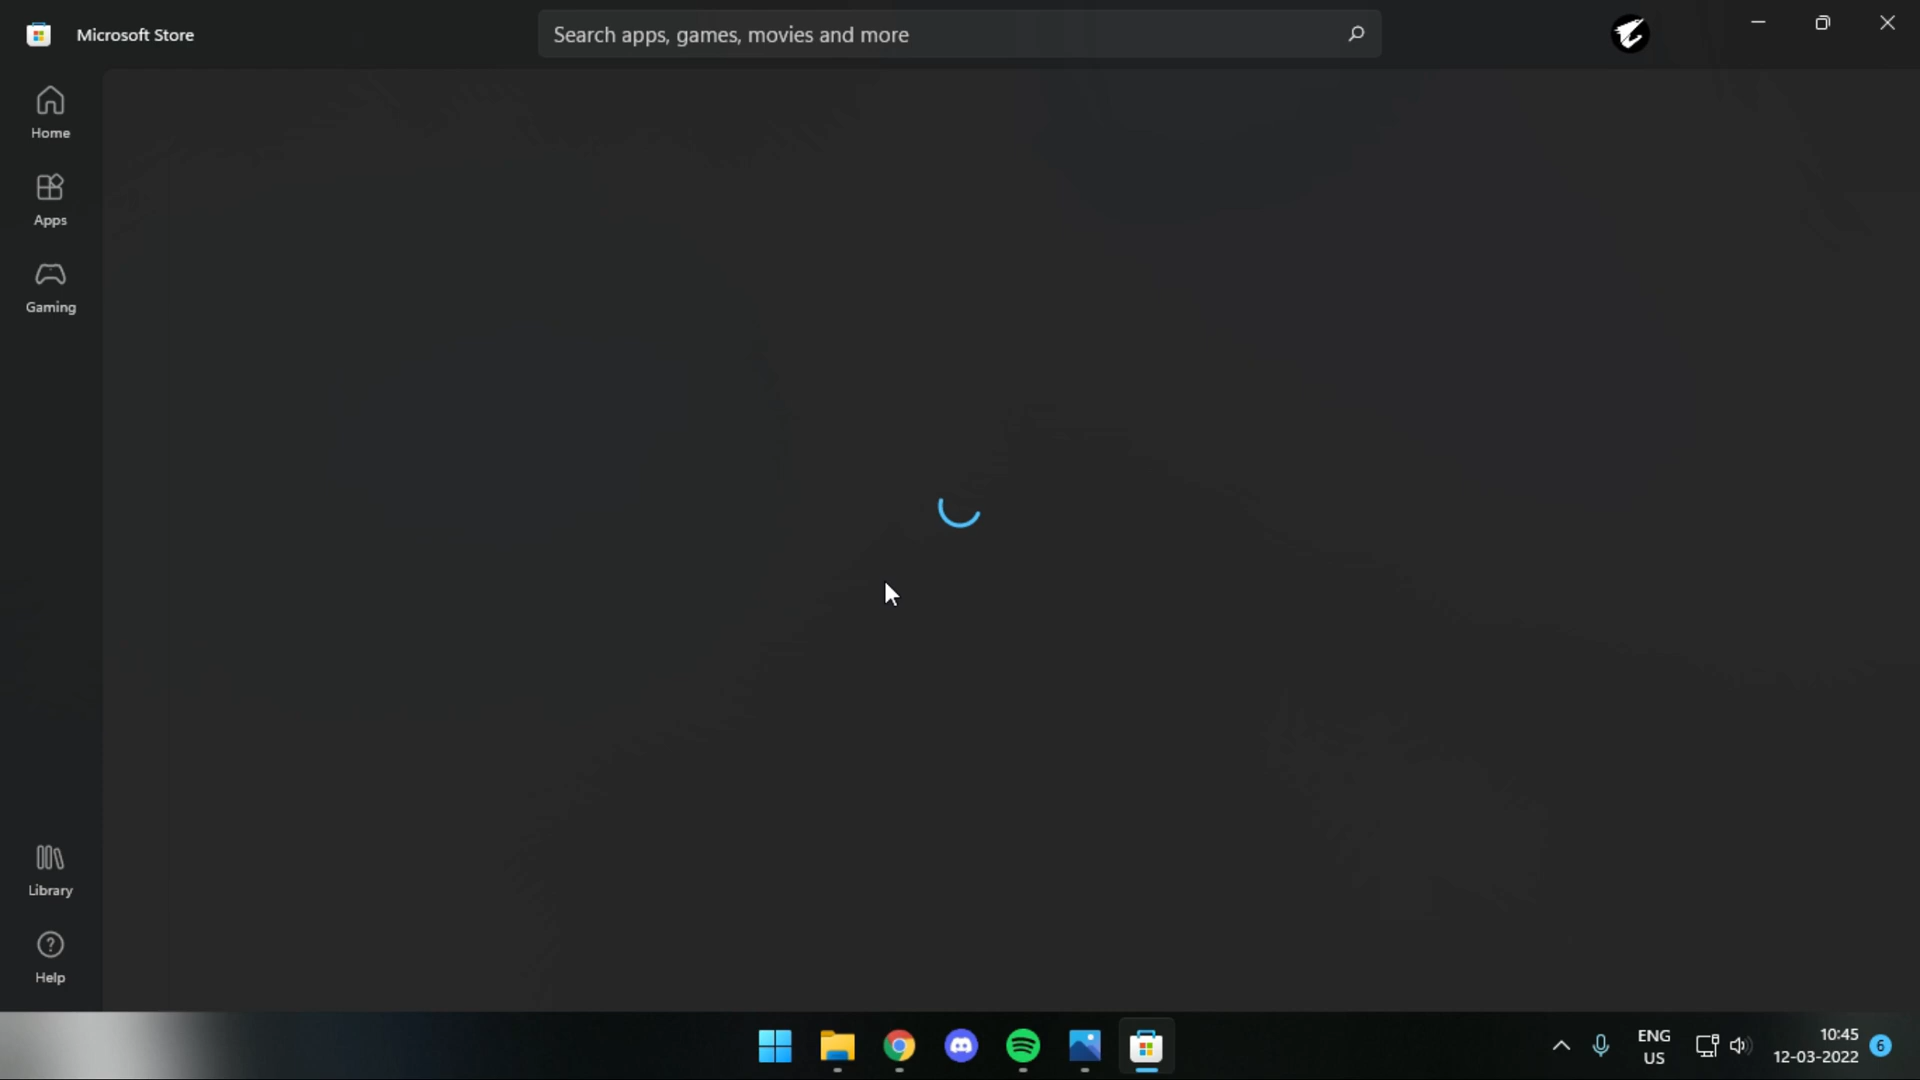 Microsoft Store
Search apps, games, movies and more
Home
Apps
Gaming
Library
Help
ENG
US
10:45
12-03-2022
6